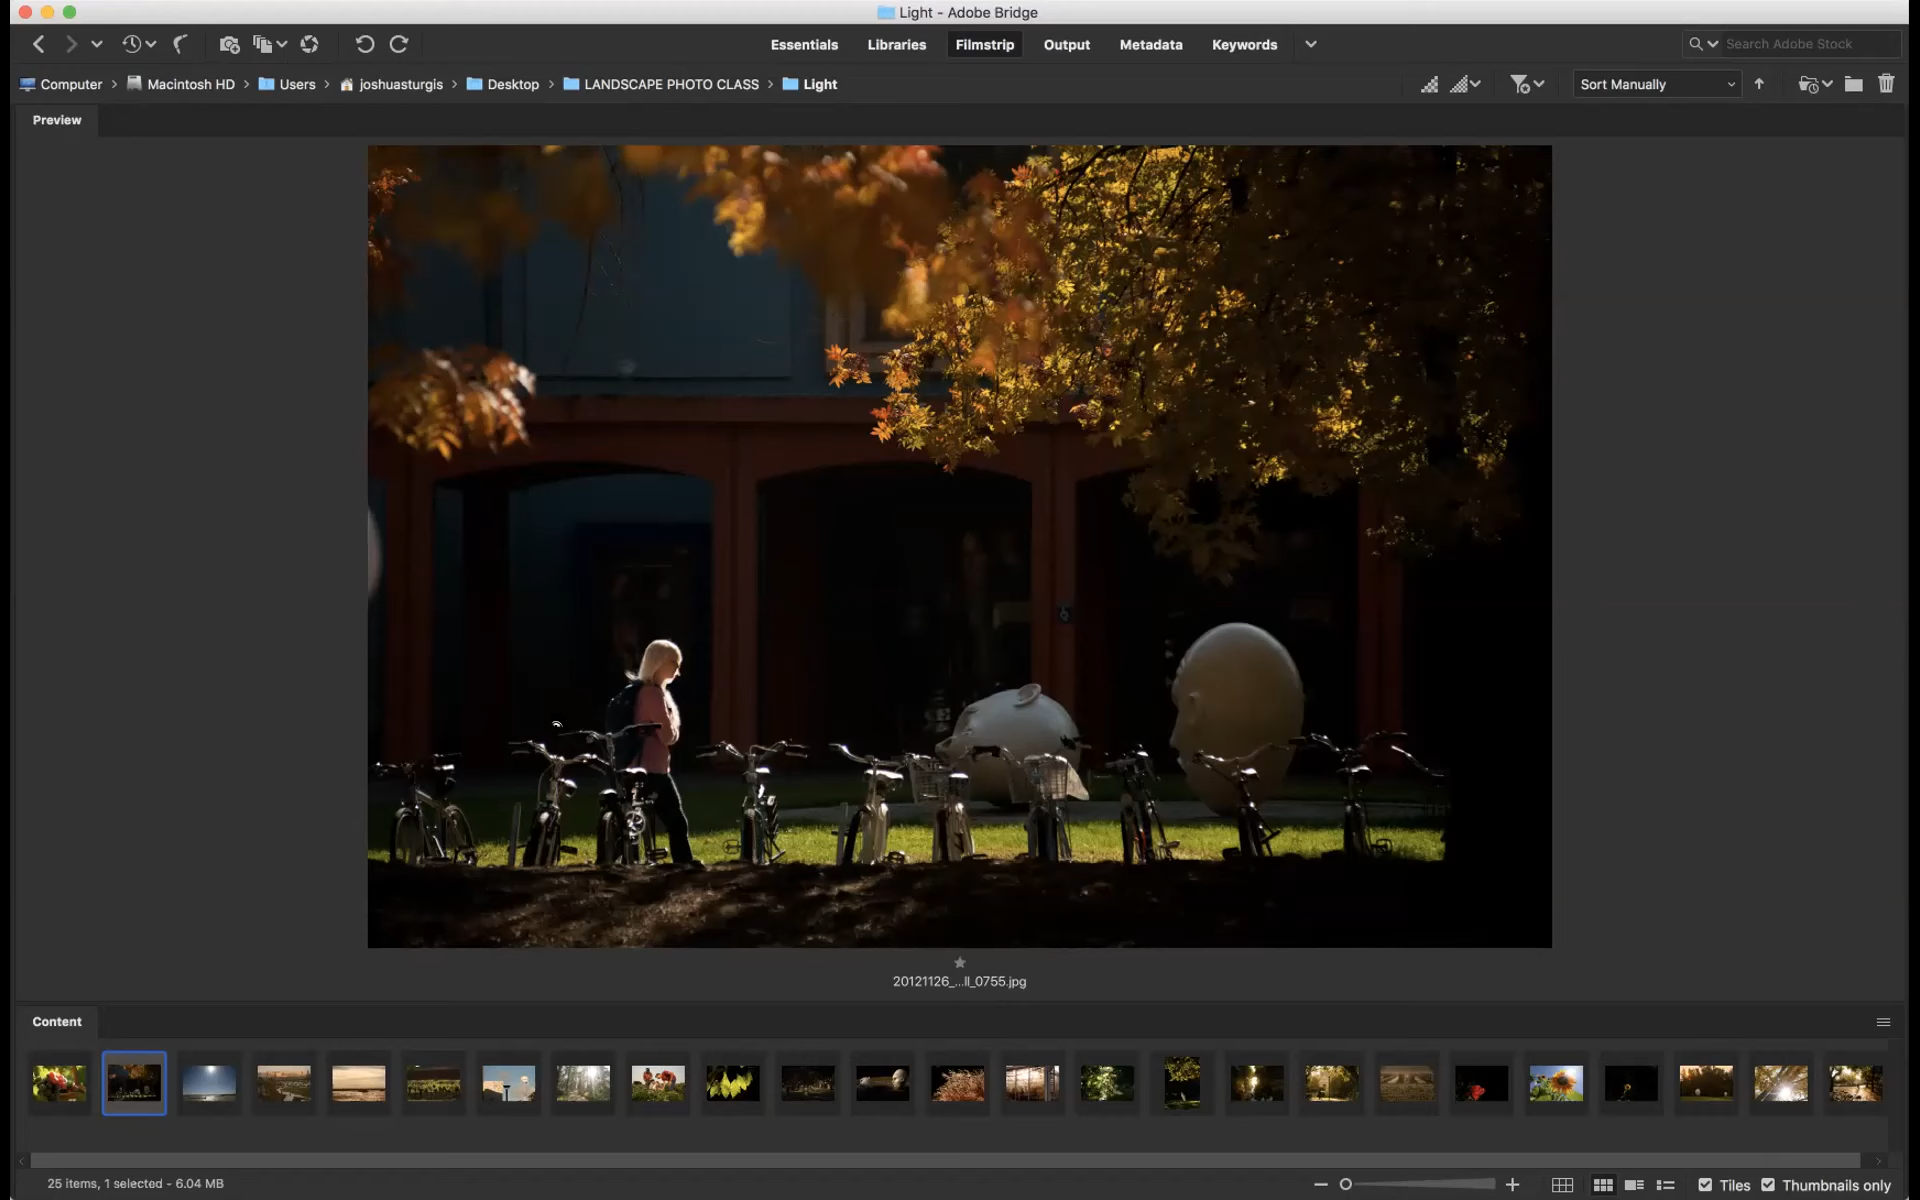 Light - Adobe Bridge
Essentials Libraries Filmstrip Output Metadata Keywords Search Adobe Stock
Computer Macintosh HD Users joshuasturgis Desktop LANDSCAPE PHOTO CLASS Light Sort Manually
Preview
20121126_...ll_0755.jpg
Content
25 items, 1 selected - 6.04 MB Tiles Thumbnails only